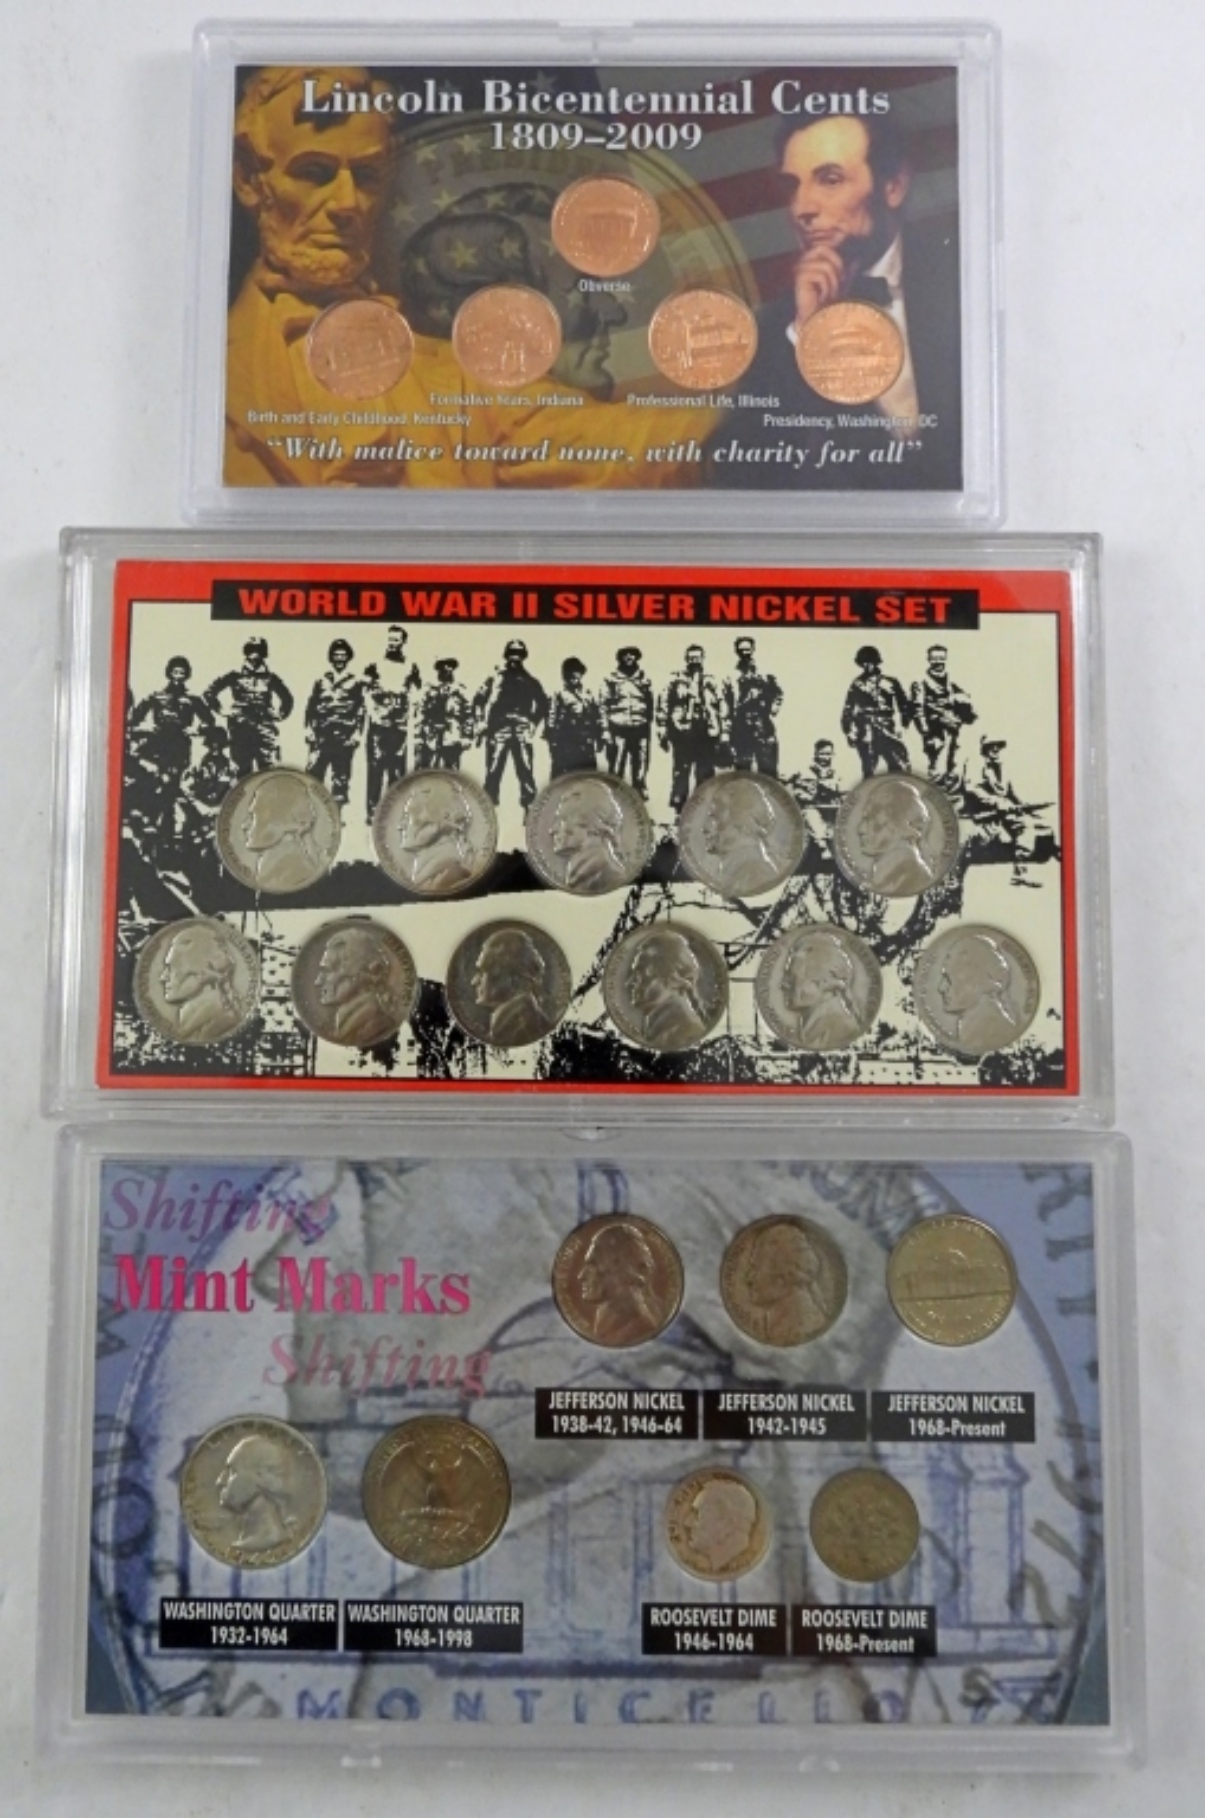 Lincoln Bicentennial Cents
1809–2009
Obverse
Formative Years, Indiana
Professional Life, Illinois
Birth and Early Childhood, Kentucky
Presidency, Washington, DC
“With malice toward none, with charity for all”
WORLD WAR II SILVER NICKEL SET
Shifting
Mint Marks
Shifting
JEFFERSON NICKEL
1938-42, 1946-64
JEFFERSON NICKEL
1942-1945
JEFFERSON NICKEL
1968-Present
WASHINGTON QUARTER
1932-1964
WASHINGTON QUARTER
1968-1998
ROOSEVELT DIME
1946-1964
ROOSEVELT DIME
1968-Present
MONTICELLO